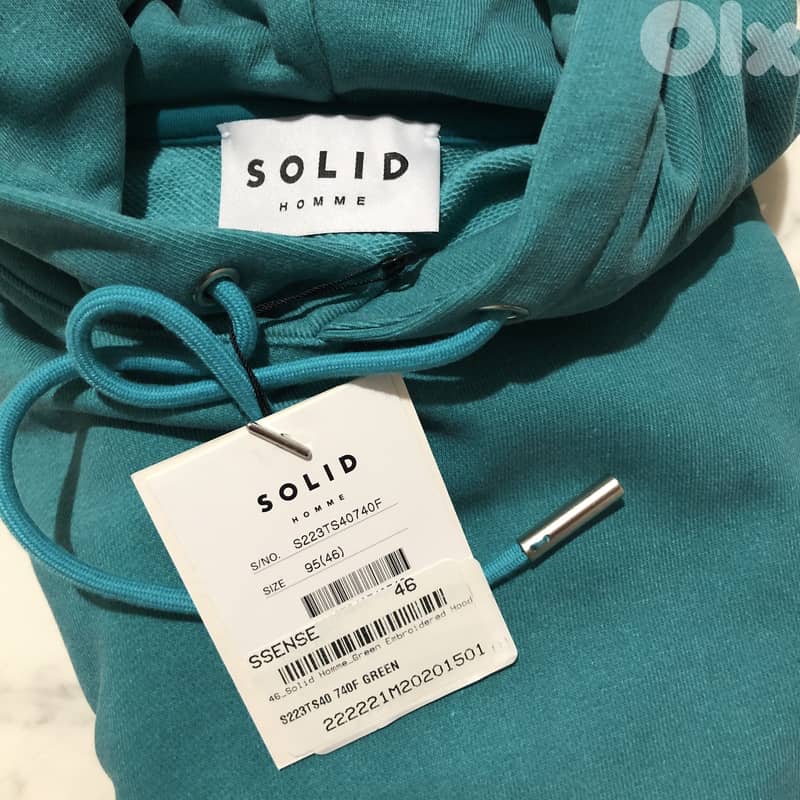 Olx
SOLID
HOMME
SOLID
HOMME
S/NO. S223TS40740F
SIZE 95(46)
46
SSENSE
46_Solid Homme_Green Embroidered Hood
S223TS40 740F GREEN
222221M20201501